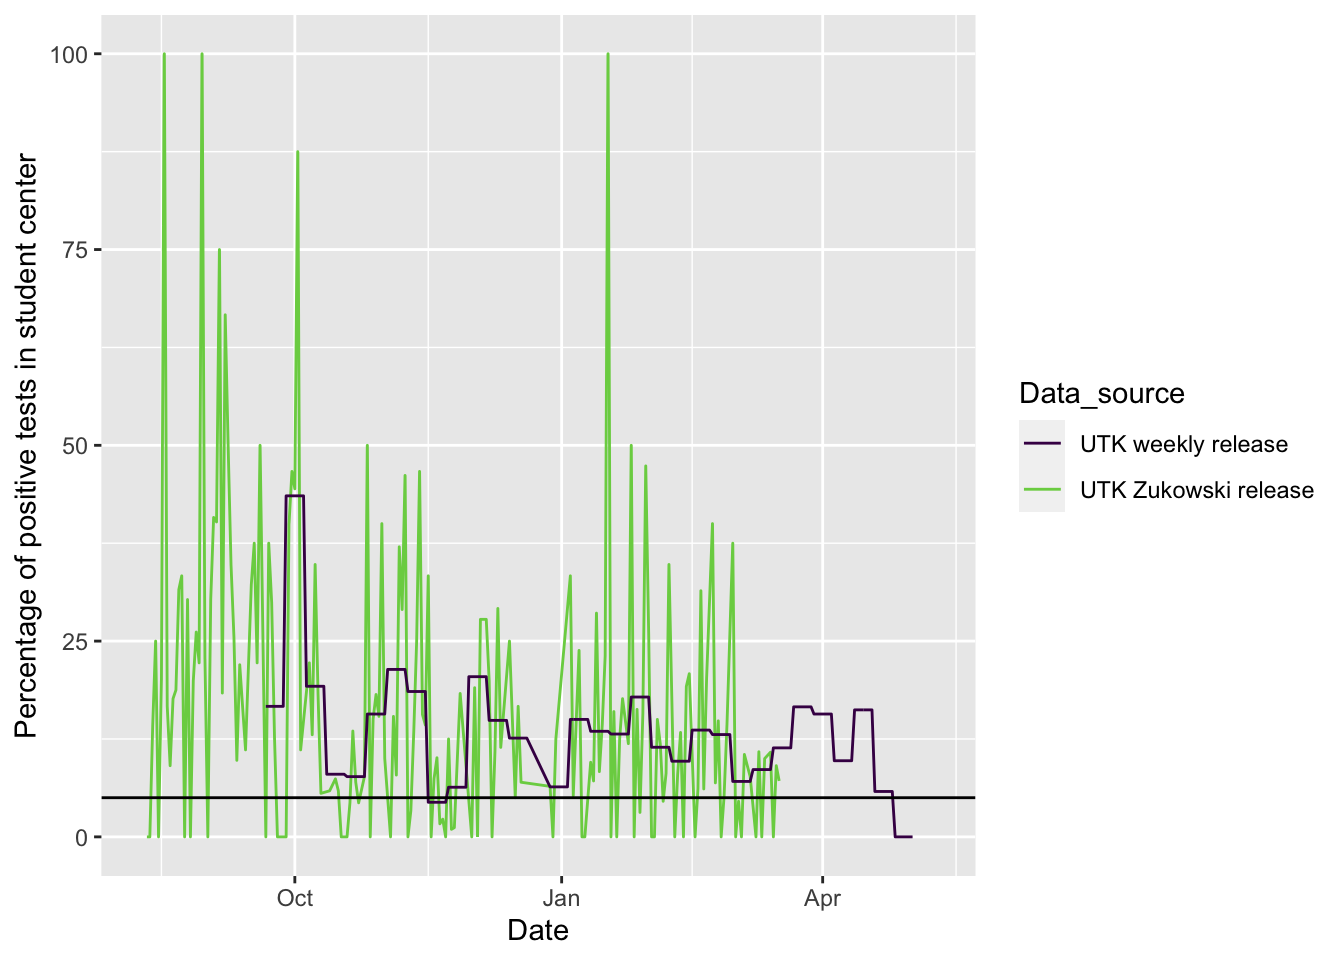 100
75
50
25
0
Percentage of positive tests in student center
Oct
Jan
Apr
Date
Data_source
UTK weekly release
UTK Zukowski release